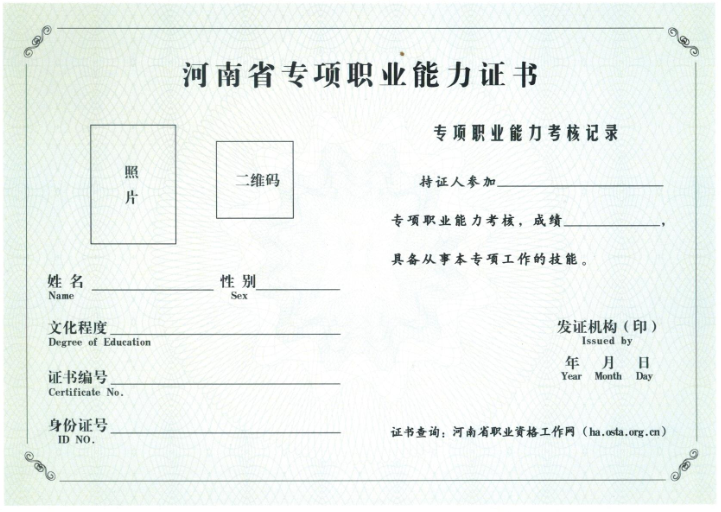 河南省专项职业能力证书
照
片
二维码
姓名 性别
Name Sex
文化程度
Degree of Education
证书编号
Certificate No.
身份证号
ID NO.
专项职业能力考核记录
持证人参加
专项职业能力考核，成绩，
具备从事本专项工作的技能。
发证机构（印）
Issued by
年 月 日
Year Month Day
证书查询：河南省职业资格工作网（ha.osta.org.cn）